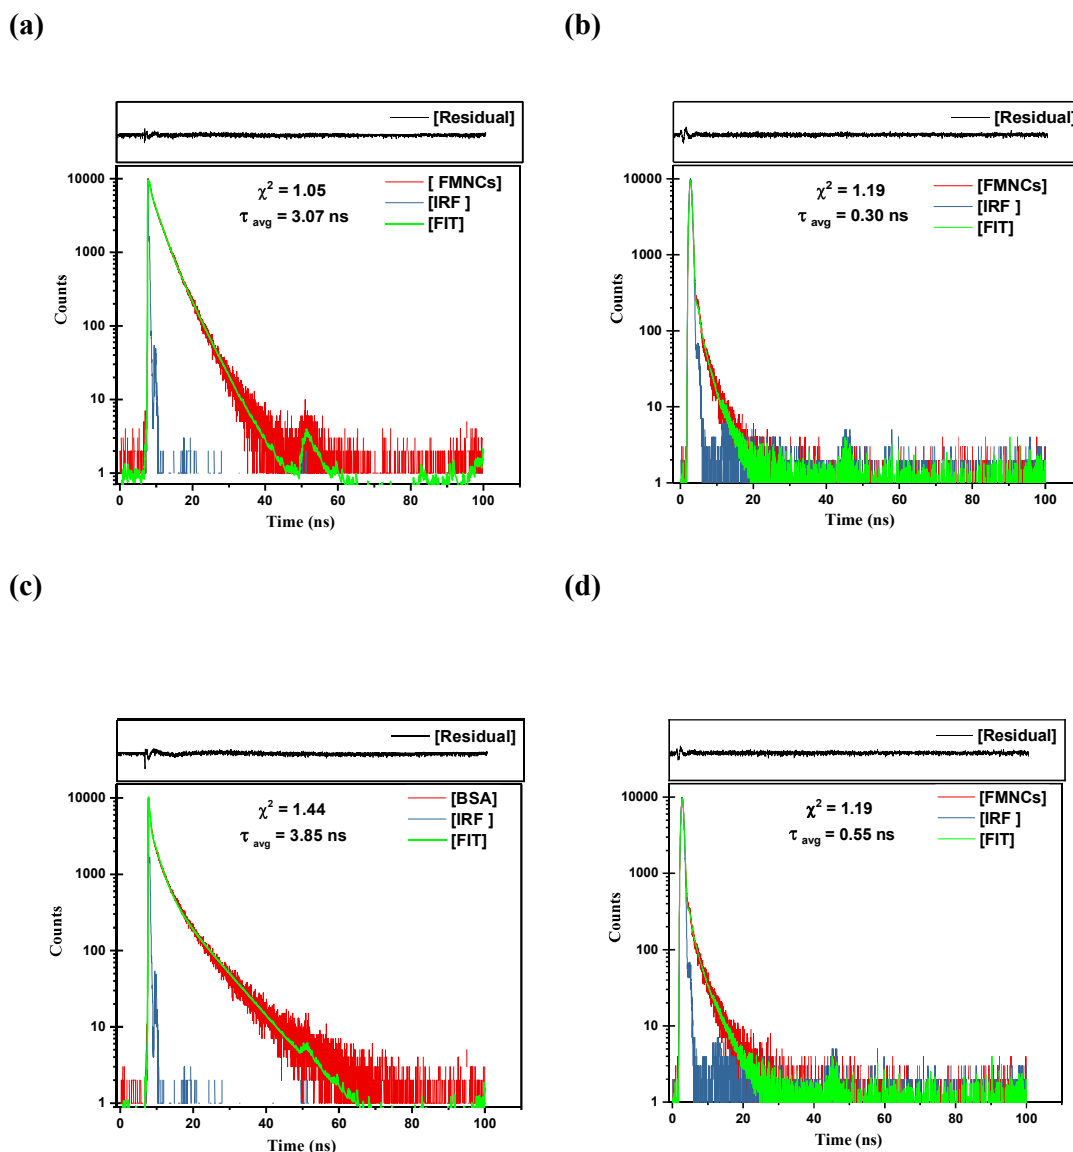 (a)
[Residual]
χ² = 1.05
τ avg = 3.07 ns
[ FMNCs]
[IRF ]
[FIT]
10000
1000
100
10
1
Counts
0 20 40 60 80 100
Time (ns)
(b)
[Residual]
χ² = 1.19
τ avg = 0.30 ns
[FMNCs]
[IRF ]
[FIT]
10000
1000
100
10
1
Counts
0 20 40 60 80 100
Time (ns)
(c)
[Residual]
χ² = 1.44
τ avg = 3.85 ns
[BSA]
[IRF ]
[FIT]
10000
1000
100
10
1
Counts
0 20 40 60 80 100
Time (ns)
(d)
[Residual]
χ² = 1.19
τ avg = 0.55 ns
[FMNCs]
[IRF ]
[FIT]
10000
1000
100
10
1
Counts
0 20 40 60 80 100
Time (ns)